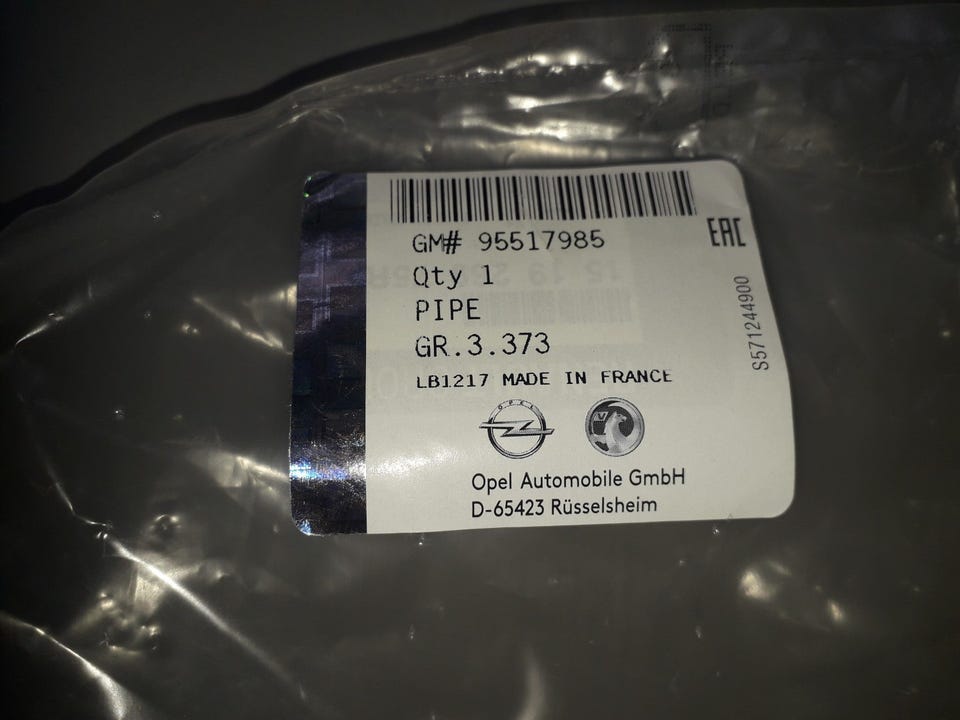 GM# 95517985
Qty 1
PIPE
GR.3.373
LB1217 MADE IN FRANCE
OPEL
Opel Automobile GmbH
D-65423 Rüsselsheim
EAC
S571244900